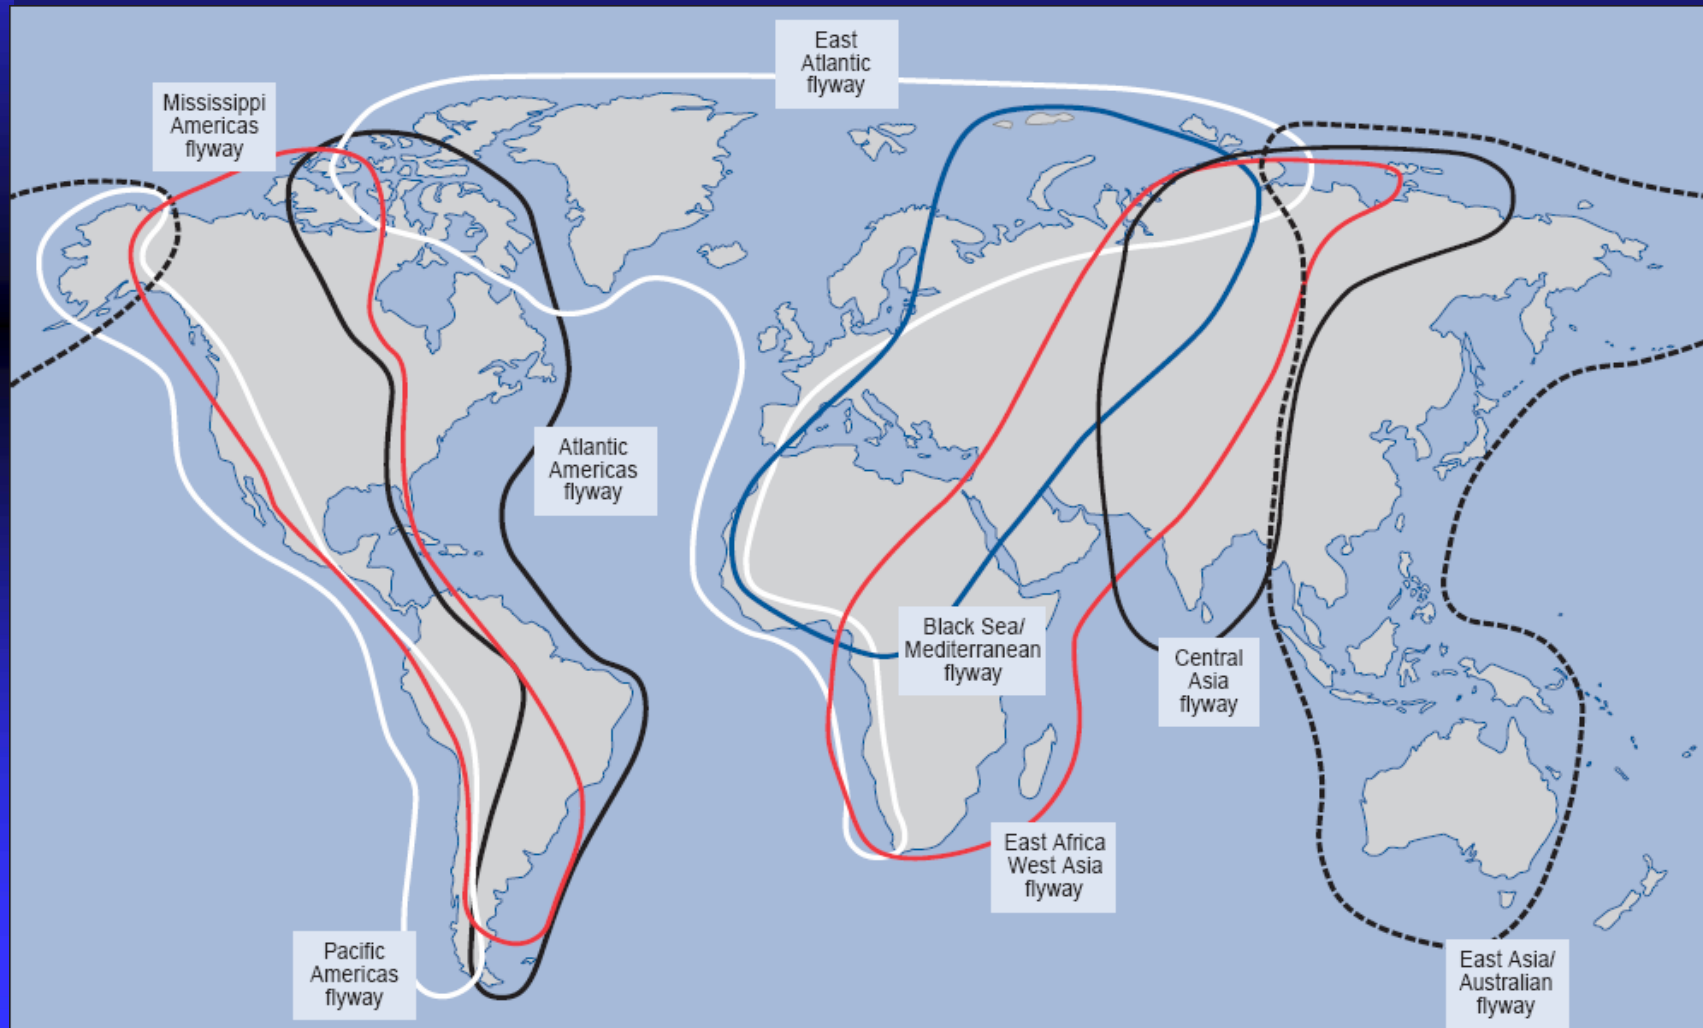 East
Atlantic
flyway
Mississippi
Americas
flyway
Atlantic
Americas
flyway
Black Sea/
Mediterranean
flyway
Central
Asia
flyway
East Africa
West Asia
flyway
Pacific
Americas
flyway
East Asia/
Australian
flyway